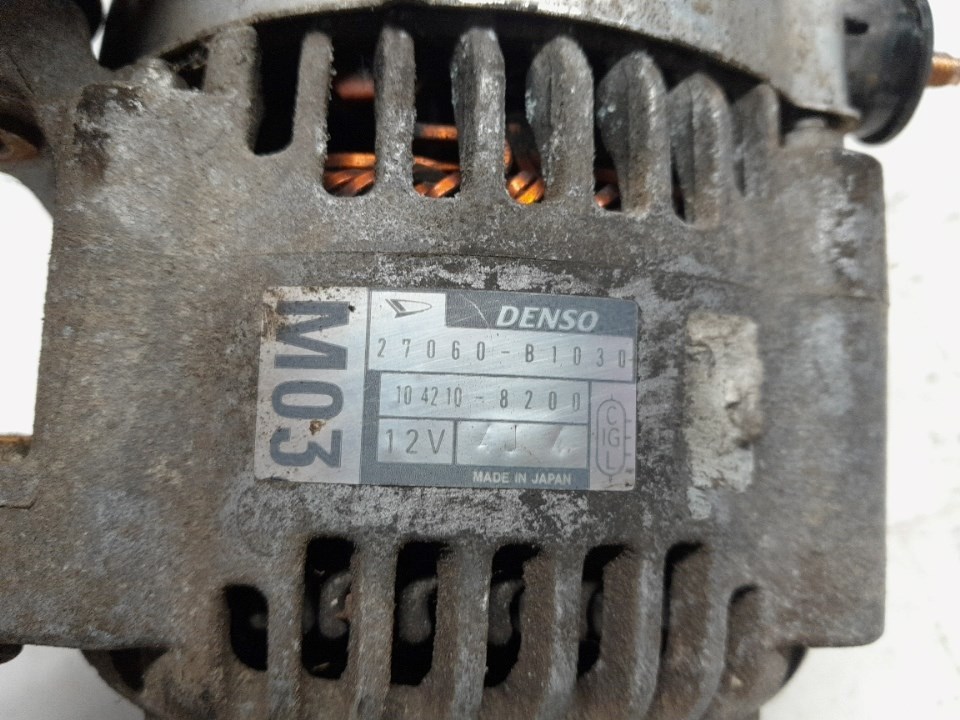 M03
DENSO
27060-B1030
104210-8200
12V
J
C
IG
L
MADE IN JAPAN